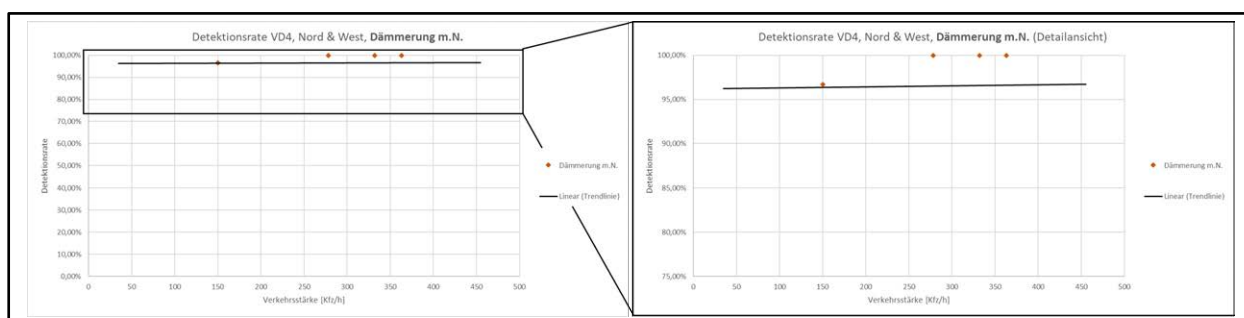 Detektionsrate VD4, Nord & West, Dämmerung m.N.
100,00%
90,00%
80,00%
70,00%
60,00%
50,00%
40,00%
30,00%
20,00%
10,00%
0,00%
Detektionsrate
0 50 100 150 200 250 300 350 400 450 500
Verkehrsstärke [Kfz/h]
Dämmerung m.N.
Linear (Trendlinie)
Detektionsrate VD4, Nord & West, Dämmerung m.N. (Detailansicht)
100,00%
95,00%
90,00%
85,00%
80,00%
75,00%
Detektionsrate
0 50 100 150 200 250 300 350 400 450 500
Verkehrsstärke [Kfz/h]
Dämmerung m.N.
Linear (Trendlinie)